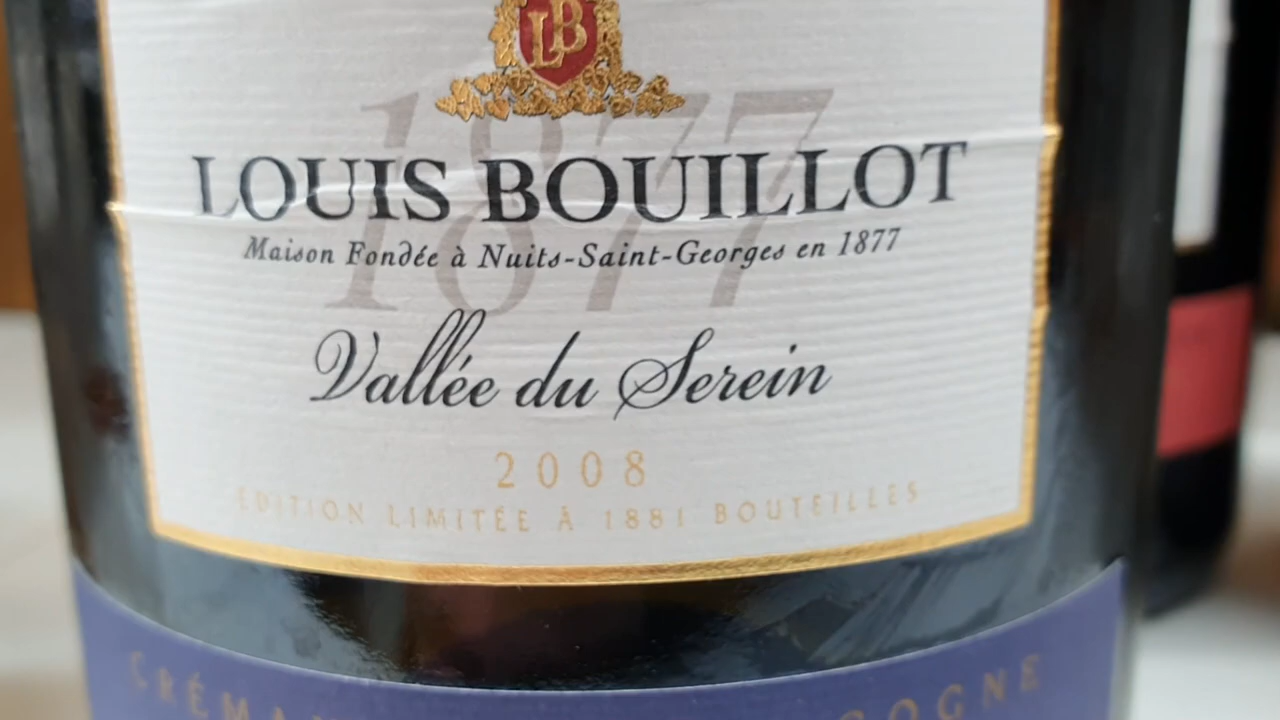 LB
1877
LOUIS BOUILLOT
Maison Fondée à Nuits-Saint-Georges en 1877
Vallée du Serein
2008
EDITION LIMITÉE À 1881 BOUTEILLES